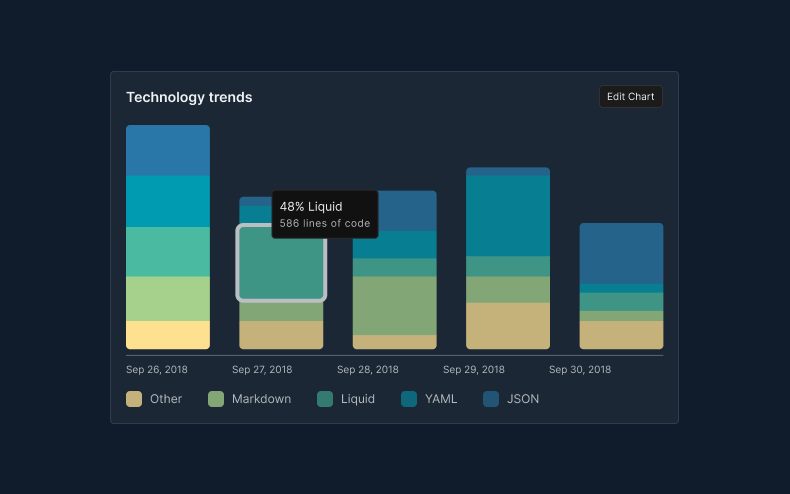 Technology trends
Edit Chart
48% Liquid
586 lines of code
Sep 26, 2018
Sep 27, 2018
Sep 28, 2018
Sep 29, 2018
Sep 30, 2018
Other
Markdown
Liquid
YAML
JSON